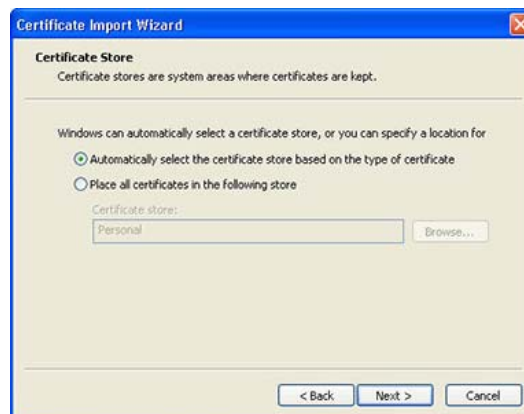 Certificate Import Wizard
Certificate Store
Certificate stores are system areas where certificates are kept.
Windows can automatically select a certificate store, or you can specify a location for
Automatically select the certificate store based on the type of certificate
Place all certificates in the following store
Certificate store:
Personal
Browse...
< Back
Next >
Cancel